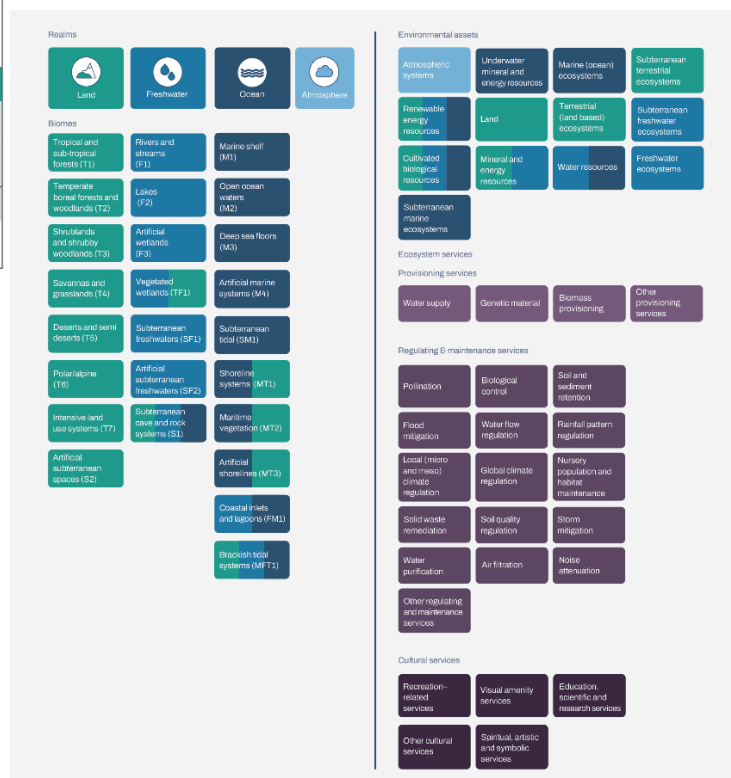 Realms
Land
Freshwater
Ocean
Atmosphere
Biomes
Tropical and
sub-tropical
forests (T1)
Rivers and
streams
(F1)
Marine shelf
(M1)
Temperate
boreal forests and
woodlands (T2)
Lakes
(F2)
Open ocean
waters
(M2)
Shrublands
and shrubby
woodlands (T3)
Artificial
wetlands
(F3)
Deep sea floors
(M3)
Savannas and
grasslands (T4)
Vegetated
wetlands (TF1)
Artificial marine
systems (M4)
Deserts and semi
deserts (T5)
Subterranean
freshwaters (SF1)
Subterranean
tidal (SM1)
Polar/alpine
(T6)
Artificial
subterranean
freshwaters (SF2)
Shoreline
systems (MT1)
Intensive land
use systems (T7)
Subterranean
cave and rock
systems (S1)
Maritime
vegetation (MT2)
Artificial
subterranean
spaces (S2)
Artificial
shorelines (MT3)
Coastal inlets
and lagoons (FM1)
Brackish tidal
systems (MFT1)
Environmental assets
Atmospheric
systems
Underwater
mineral and
energy resources
Marine (ocean)
ecosystems
Subterranean
terrestrial
ecosystems
Renewable
energy
resources
Land
Terrestrial
(land based)
ecosystems
Subterranean
freshwater
ecosystems
Cultivated
biological
resources
Mineral and
energy
resources
Water resources
Freshwater
ecosystems
Subterranean
marine
ecosystems
Ecosystem services
Provisioning services
Water supply
Genetic material
Biomass
provisioning
Other
provisioning
services
Regulating & maintenance services
Pollination
Biological
control
Soil and
sediment
retention
Flood
mitigation
Water flow
regulation
Rainfall pattern
regulation
Local (micro
and meso)
climate
regulation
Global climate
regulation
Nursery
population and
habitat
maintenance
Solid waste
remediation
Soil quality
regulation
Storm
mitigation
Water
purification
Air filtration
Noise
attenuation
Other regulating
and maintenance
services
Cultural services
Recreation–
related
services
Visual amenity
services
Education,
scientific and
research services
Other cultural
services
Spiritual, artistic
and symbolic
services